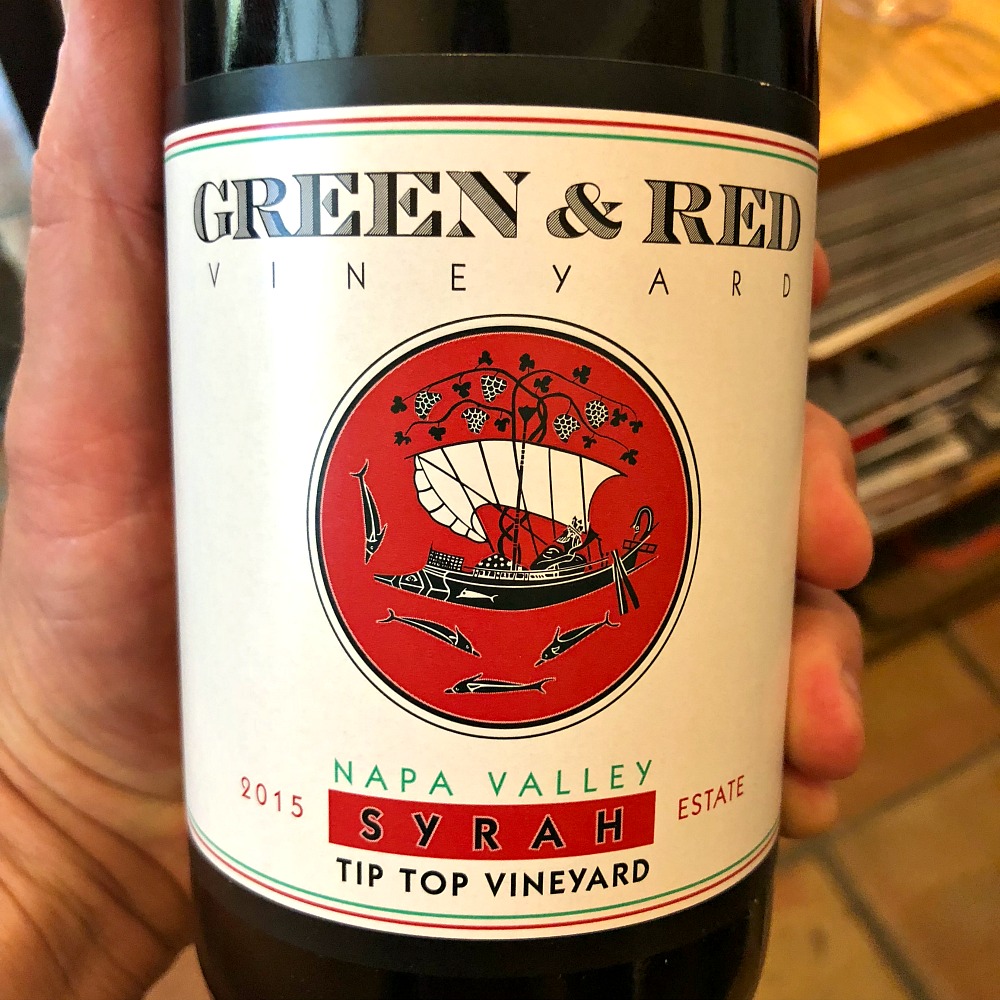 GREEN & RED
VINEYARD
NAPA VALLEY
2015 SYRAH ESTATE
TIP TOP VINEYARD